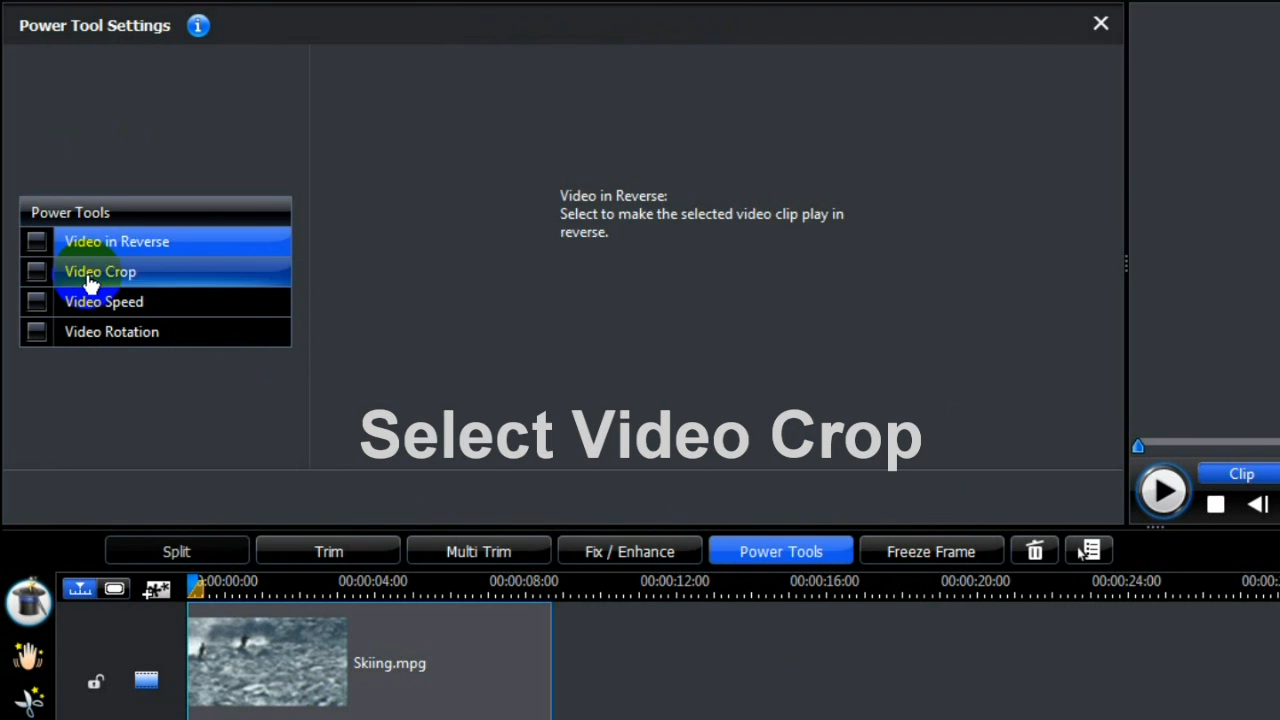 Power Tool Settings
Power Tools
Video in Reverse
Video Crop
Video Speed
Video Rotation
Video in Reverse:
Select to make the selected video clip play in
reverse.
Select Video Crop
Clip
Split Trim Multi Trim Fix / Enhance Power Tools Freeze Frame
:00:00:00 00:00:04:00 00:00:08:00 00:00:12:00 00:00:16:00 00:00:20:00 00:00:24:00 00:00:
Skiing.mpg